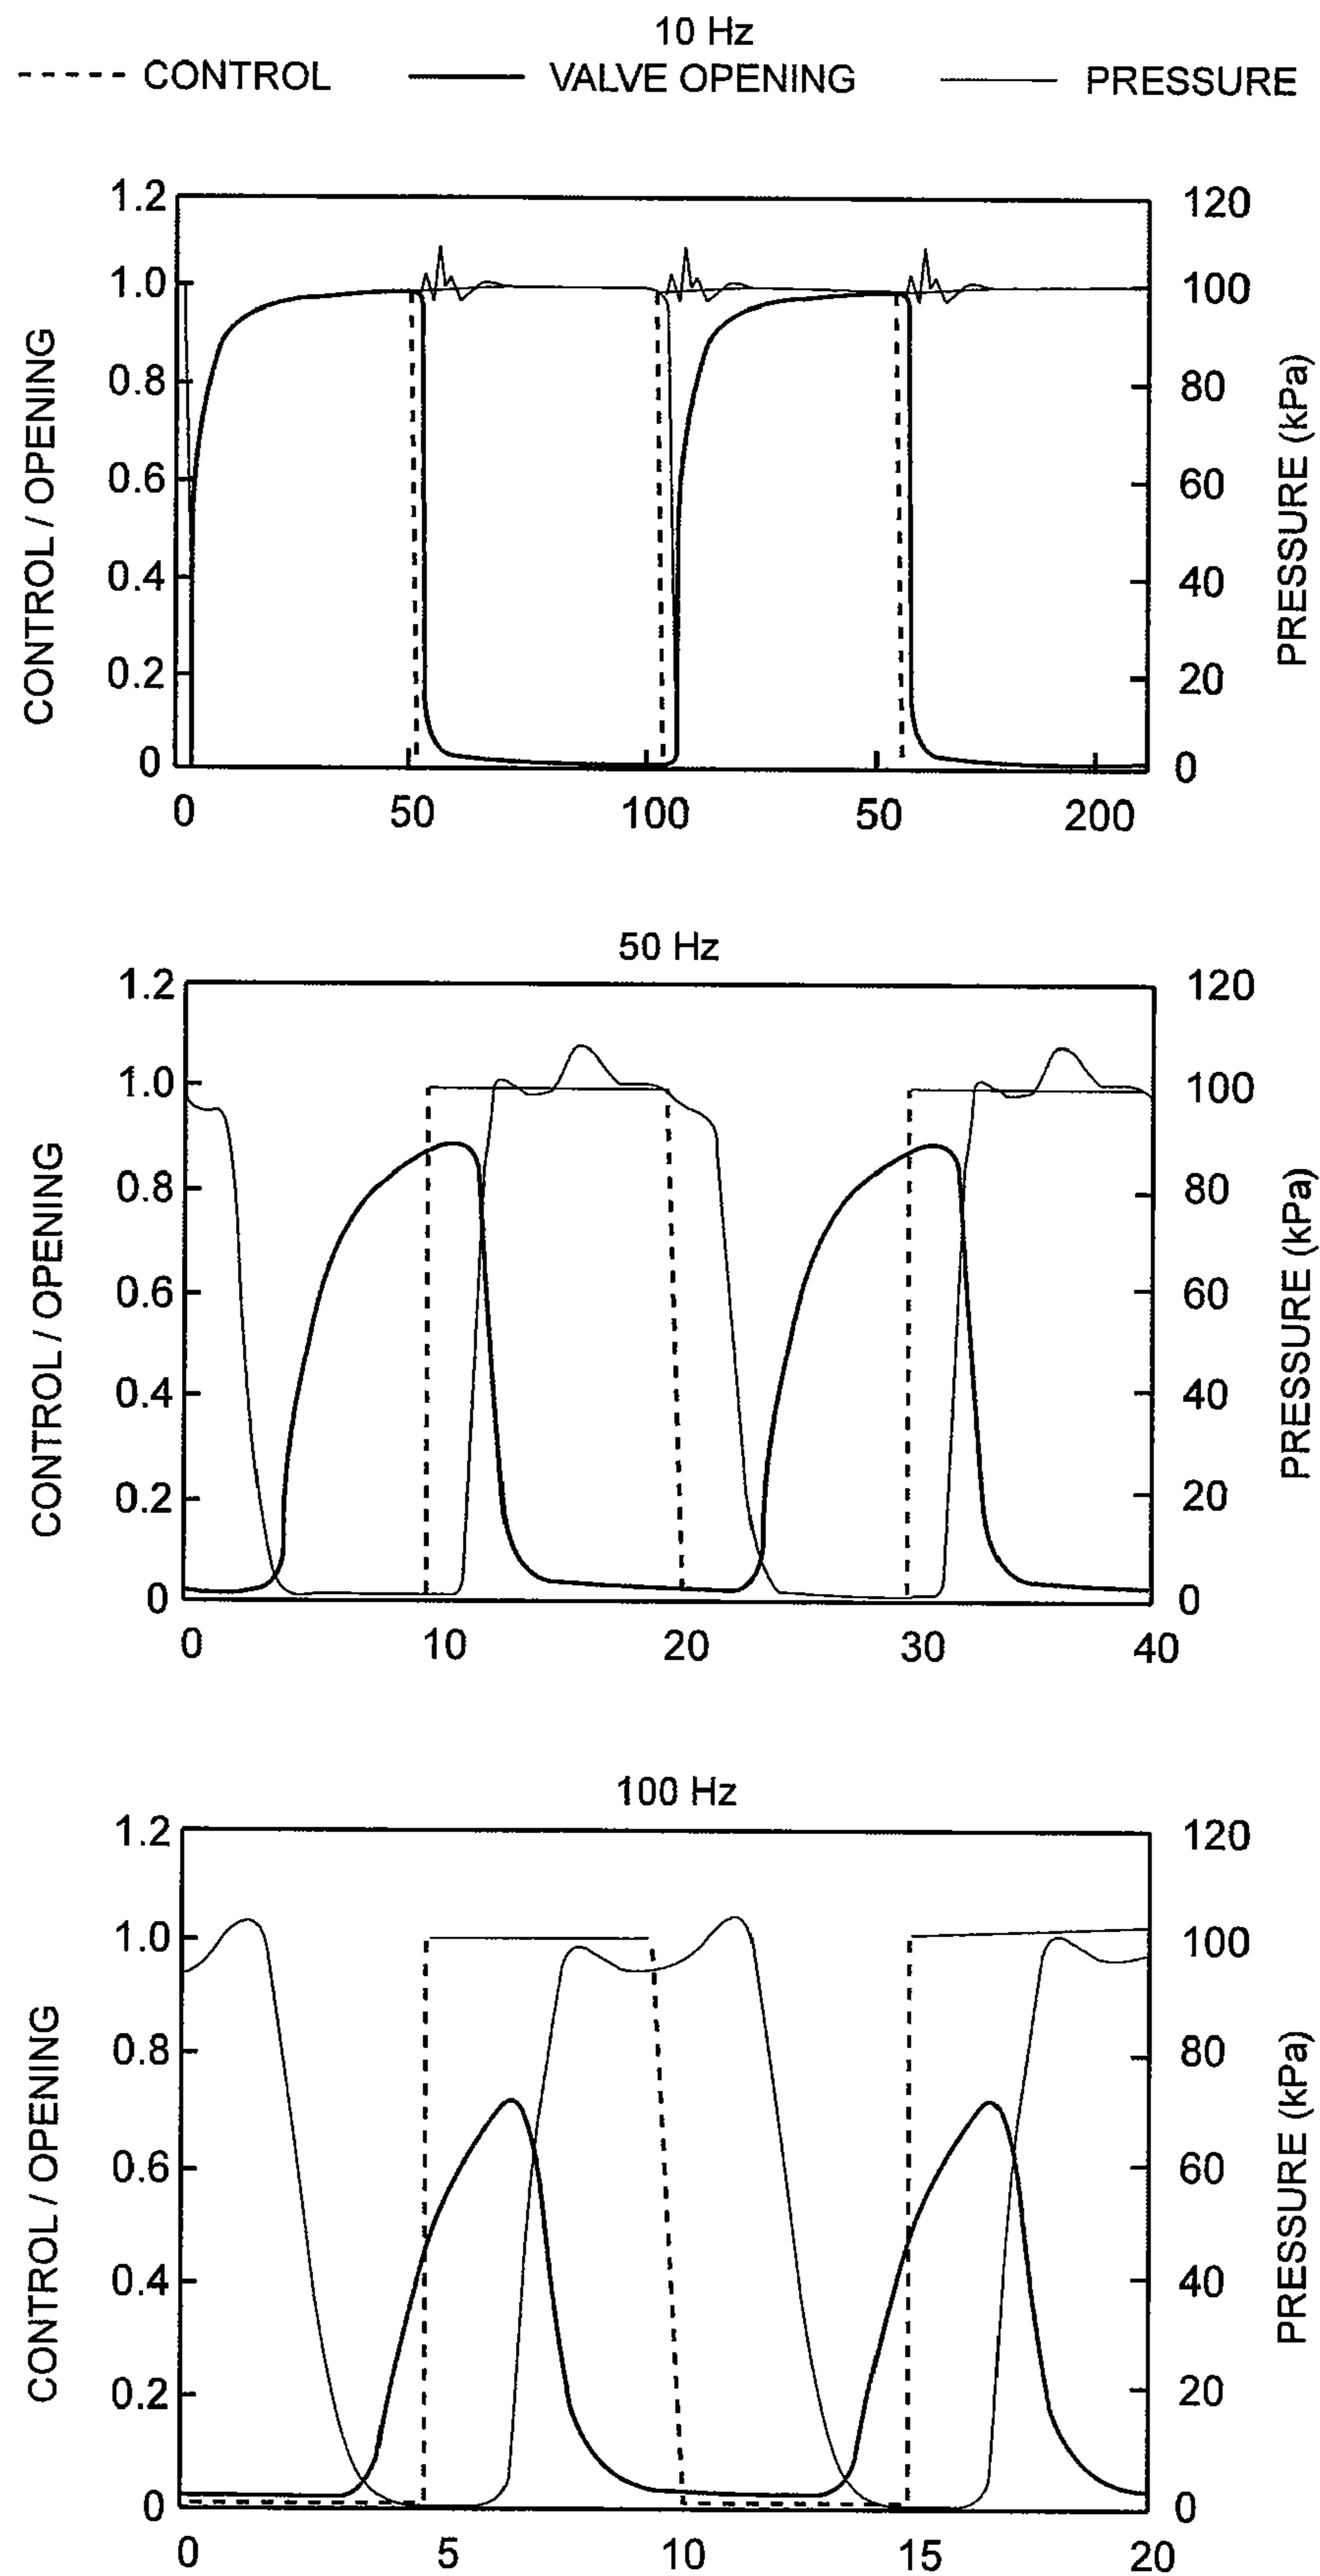 10 Hz
CONTROL VALVE OPENING PRESSURE
1.2 120
1.0 100
0.8 80
0.6 60
0.4 40
0.2 20
0 0
CONTROL / OPENING
PRESSURE (kPa)
0 50 100 50 200
50 Hz
1.2 120
1.0 100
0.8 80
0.6 60
0.4 40
0.2 20
0 0
CONTROL / OPENING
PRESSURE (kPa)
0 10 20 30 40
100 Hz
1.2 120
1.0 100
0.8 80
0.6 60
0.4 40
0.2 20
0 0
CONTROL / OPENING
PRESSURE (kPa)
0 5 10 15 20